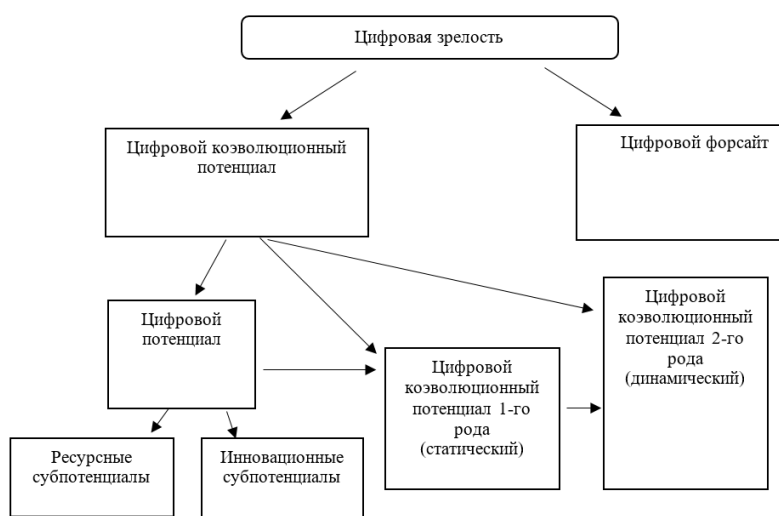 Цифровая зрелость
Цифровой коэволюционный
потенциал
Цифровой форсайт
Цифровой
потенциал
Цифровой
коэволюционный
потенциал 1-го
рода
(статический)
Цифровой
коэволюционный
потенциал 2-го
рода
(динамический)
Ресурсные
субпотенциалы
Инновационные
субпотенциалы